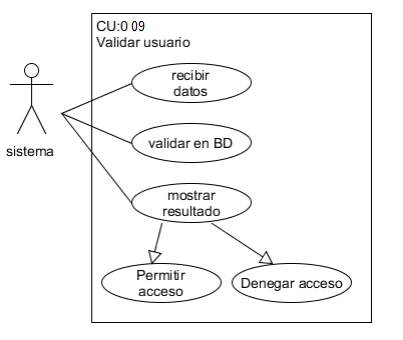 CU:0 09
Validar usuario
recibir
datos
sistema
validar en BD
mostrar
resultado
Permitir
acceso
Denegar acceso